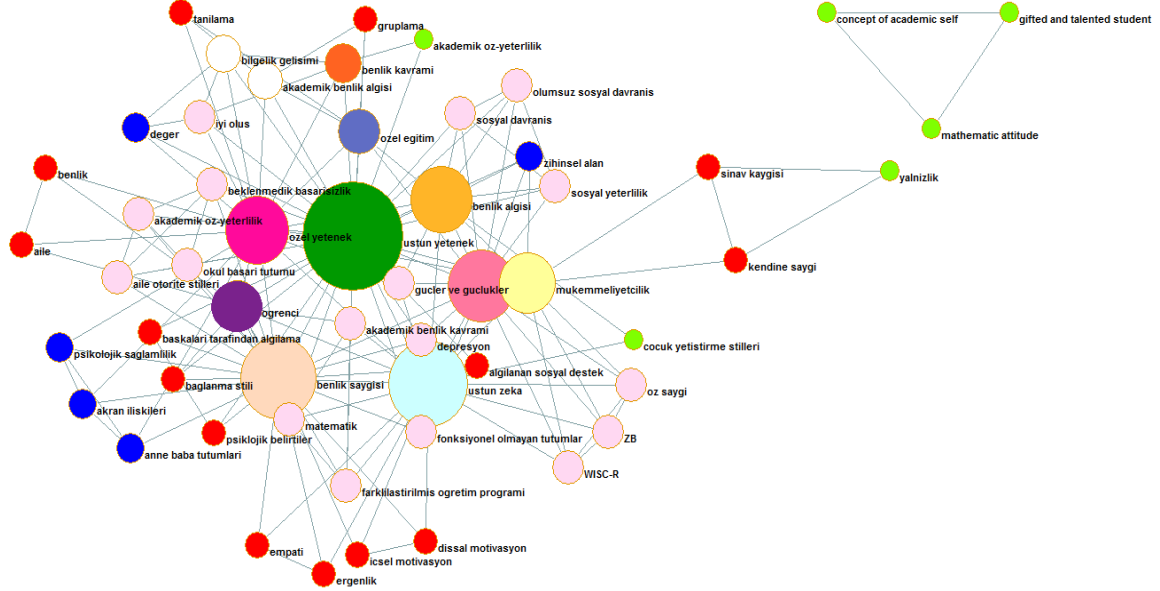 concept of academic self
gifted and talented student
tanilama
gruplama
akademik oz-yeterlilik
bilgelik gelisimi
benlik kavrami
akademik benlik algisi
olumsuz sosyal davranis
sosyal davranis
iyi olus
deger
ozel egitim
mathematic attitude
zihinsel alan
benlik
sinav kaygisi
yalnizlik
beklenmedik basarisizlik
sosyal yeterlilik
benlik algisi
akademik oz-yeterlilik
ozel yetenek
ustun yetenek
aile
okul basari tutumu
kendine saygi
aile otorite stilleri
gucler ve guclukler
mukemmeliyetcilik
ogrenci
akademik benlik kavrami
baskalari tarafindan algilama
depresyon
cocuk yetistirme stilleri
psikolojik saglamlilik
algilanan sosyal destek
baglanma stili
benlik saygisi
ustun zeka
oz saygi
akran iliskileri
matematik
psiklojik belirtiler
fonksiyonel olmayan tutumlar
ZB
anne baba tutumlari
WISC-R
farklilastirilmis ogretim programi
empati
dissal motivasyon
icsel motivasyon
ergenlik